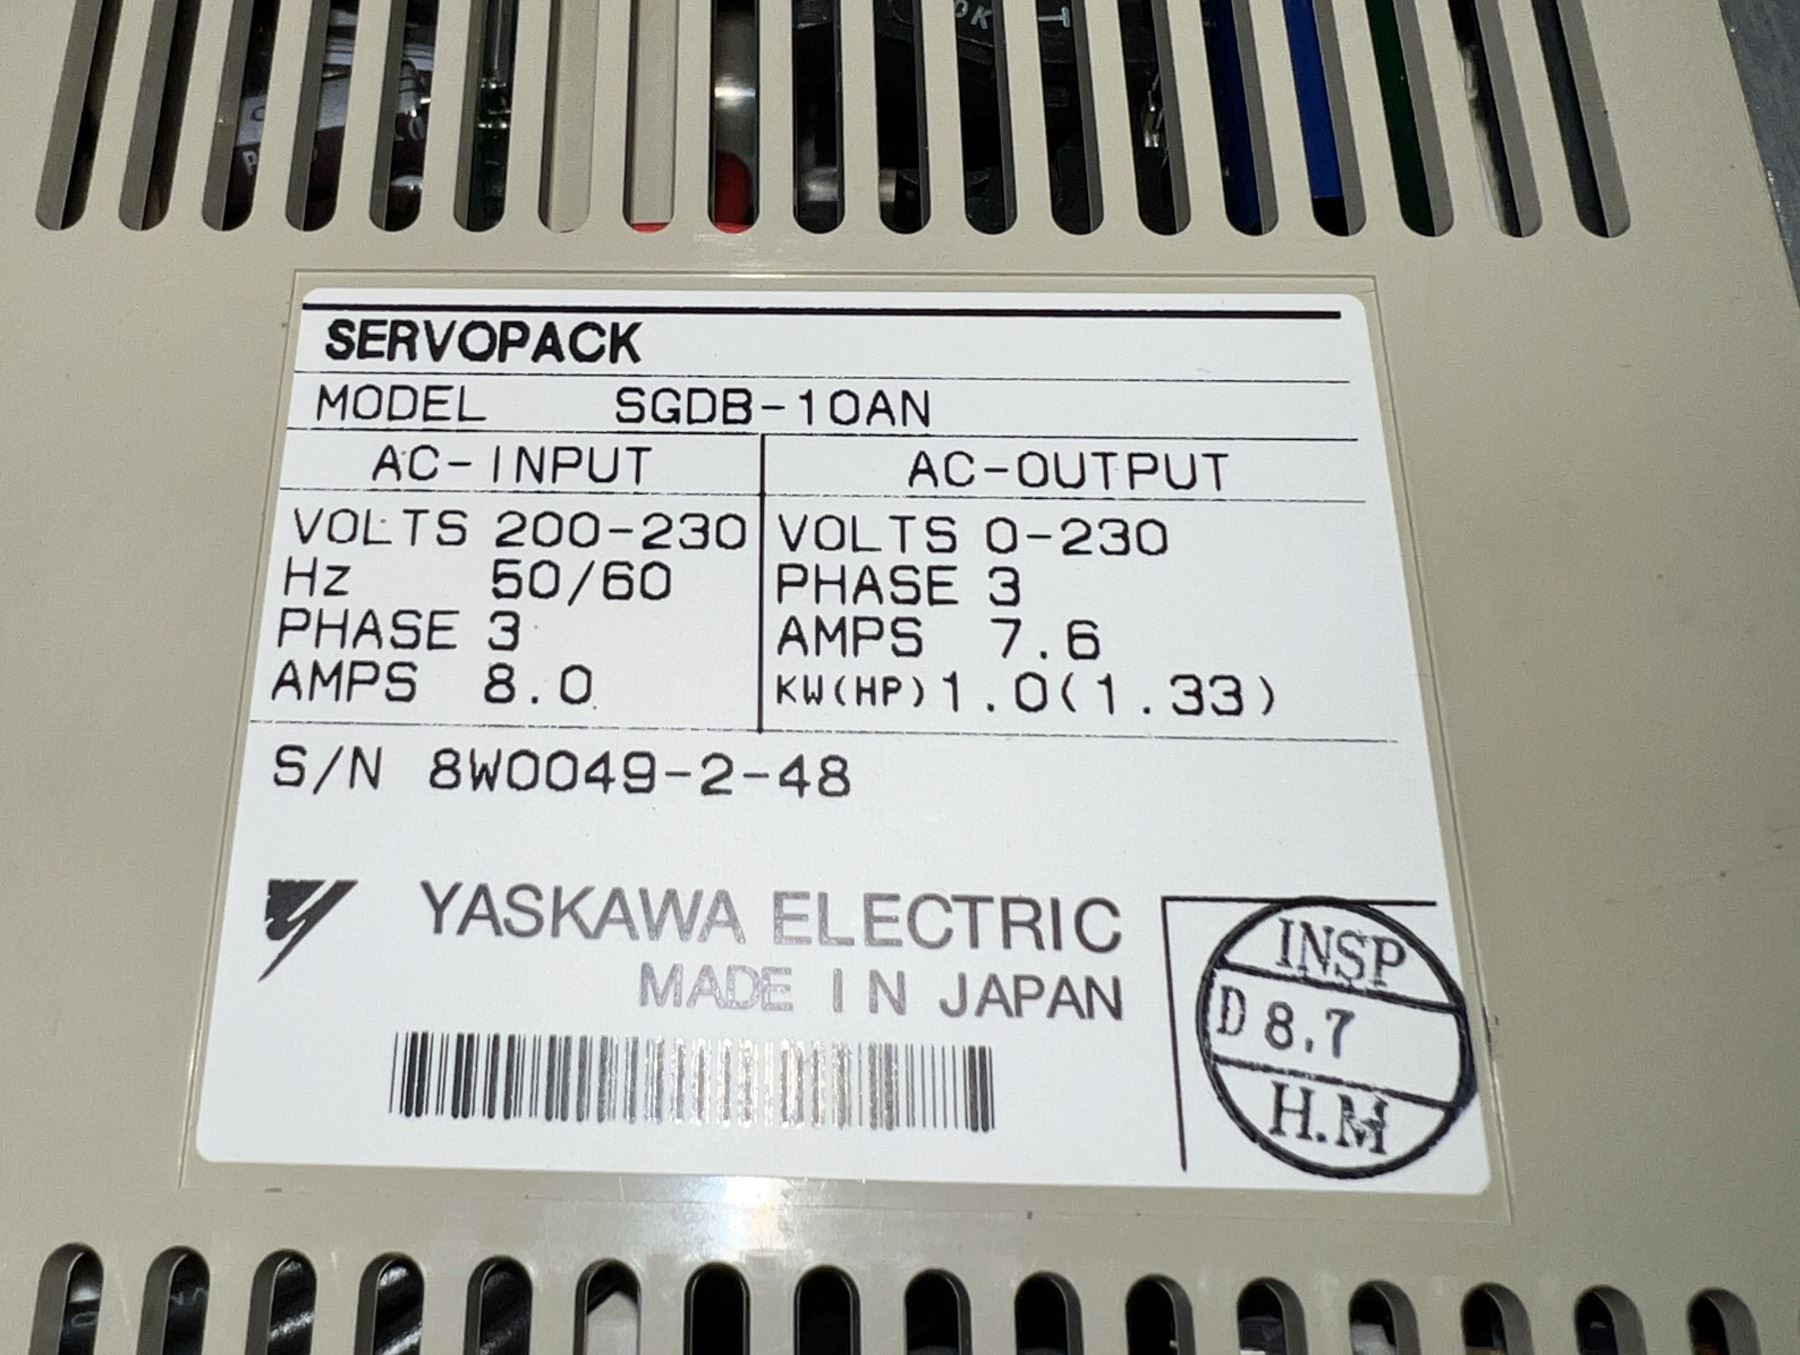 OK
SERVOPACK
MODEL SGDB-10AN
AC-INPUT AC-OUTPUT
VOLTS 200-230 VOLTS 0-230
Hz 50/60 PHASE 3
PHASE 3 AMPS 7.6
AMPS 8.0 KW(HP) 1.0(1.33)
S/N 8W0049-2-48
YASKAWA ELECTRIC
MADE IN JAPAN
INSP
D 8.7
H.M